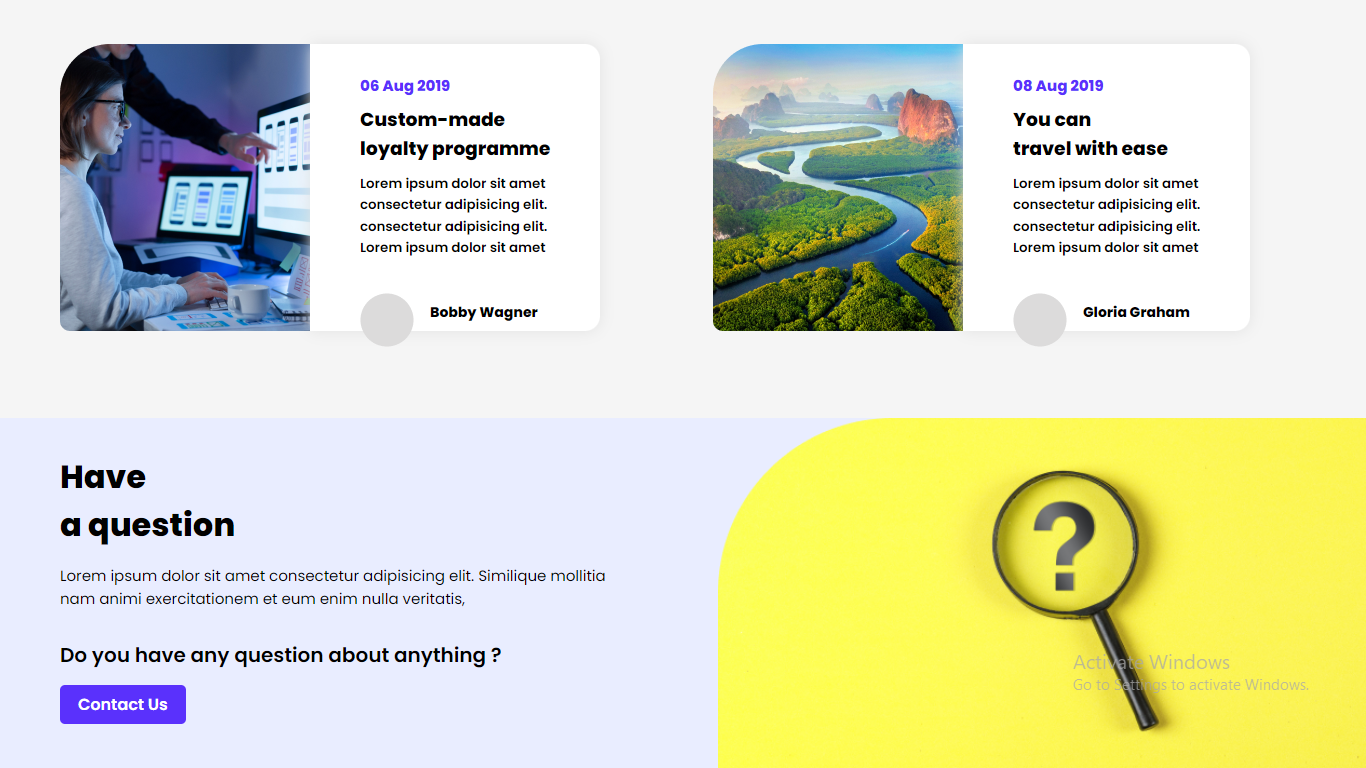 06 Aug 2019
Custom-made
loyalty programme
Lorem ipsum dolor sit amet
consectetur adipisicing elit.
consectetur adipisicing elit.
Lorem ipsum dolor sit amet
Bobby Wagner
08 Aug 2019
You can
travel with ease
Lorem ipsum dolor sit amet
consectetur adipisicing elit.
consectetur adipisicing elit.
Lorem ipsum dolor sit amet
Gloria Graham
Have
a question
Lorem ipsum dolor sit amet consectetur adipisicing elit. Similique mollitia
nam animi exercitationem et eum enim nulla veritatis,
Do you have any question about anything ?
Contact Us
?
Activate Windows
Go to Settings to activate Windows.